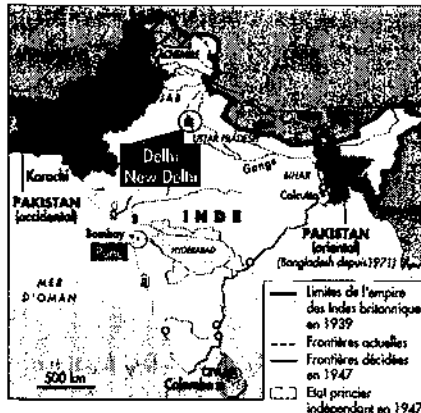 UTTAR PRADESH
Delhi
New Delhi
Gange
BIHAR
Karachi
Calcutta
PAKISTAN
(occidental)
INDE
PAKISTAN
(oriental)
(Bangladesh depuis 1971)
Bombay
HYDERABAD
MER
D'OMAN
Colombo
500 km
Limites de l'empire
des Indes britannique
en 1939
Frontières actuelles
Frontières décidées
en 1947
Etat princier
indépendant en 1947